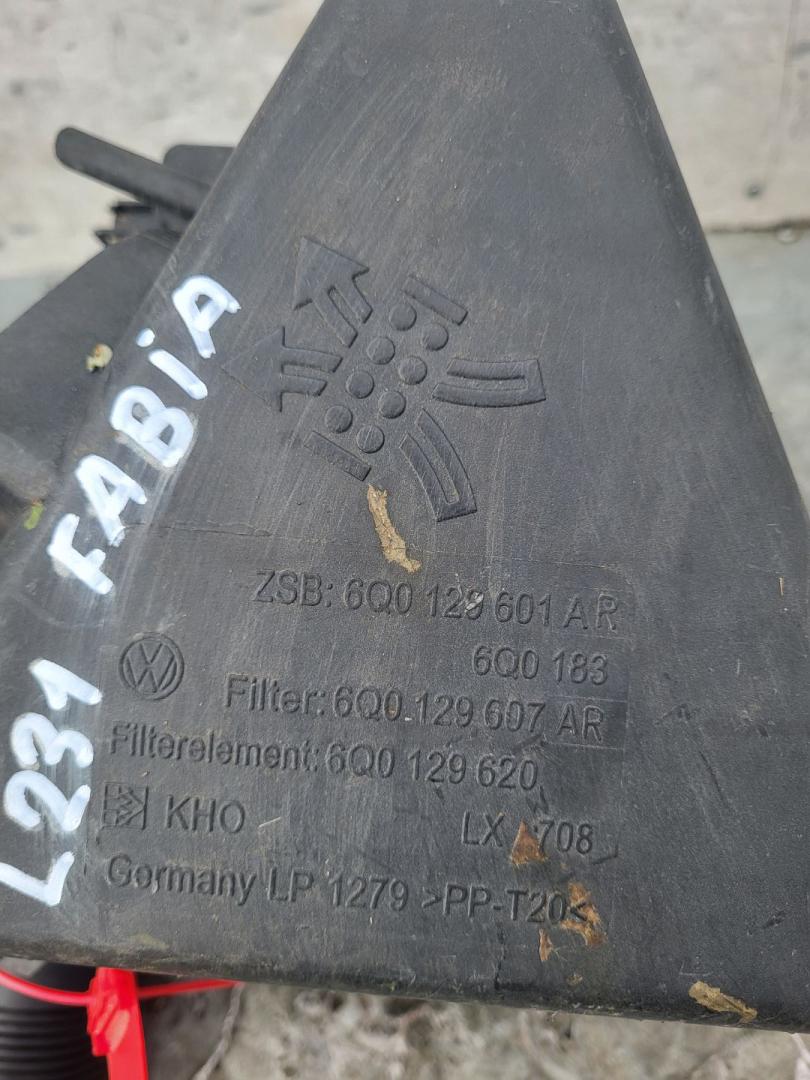 L231 FABiA
ZSB: 6Q0 129 601 AR
6Q0 183
Filter: 6Q0 129 607 AR
Filterelement: 6Q0 129 620
KHO LX 708
Germany LP 1279 >PP-T20<